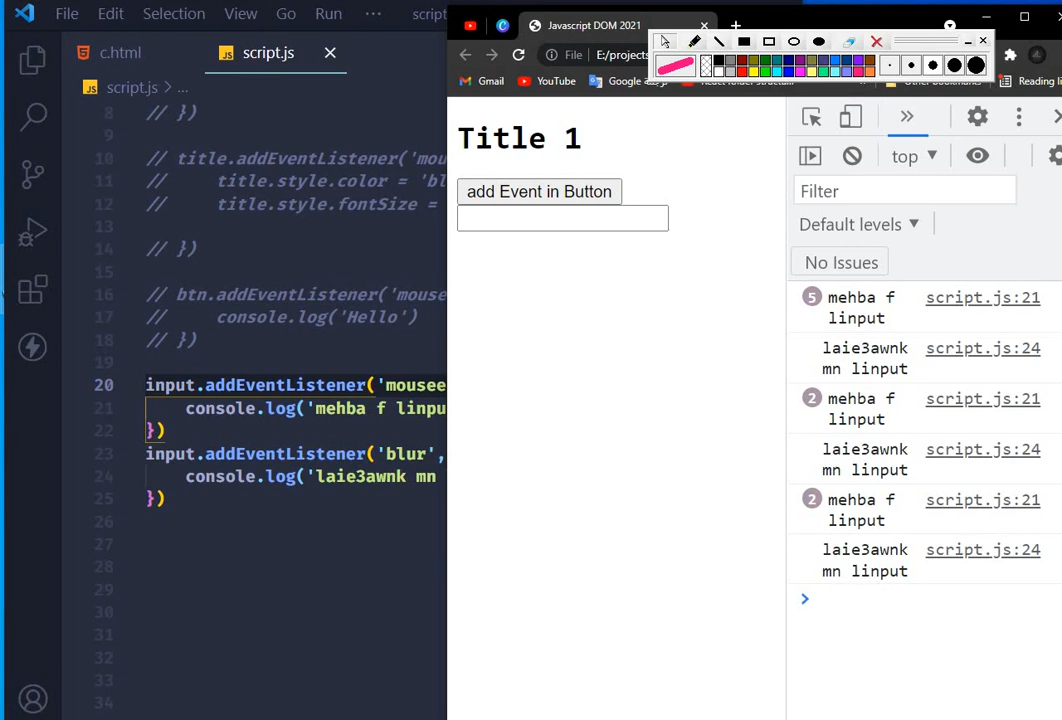 File Edit Selection View Go Run ··· script
c.html
script.js
script.js > ...
8 // })
9
10 // title.addEventListener('mou
11 // title.style.color = 'bl
12 // title.style.fontSize =
13
14 // })
15
16 // btn.addEventListener('mouse
17 // console.log('Hello')
18 // })
19
20 input.addEventListener('mousee
21 console.log('mehba f linpu
22 })
23 input.addEventListener('blur',
24 console.log('laie3awnk mn
25 })
26
27
28
29
30
31
32
33
34
Javascript DOM 2021
File E:/projects
Gmail YouTube Google
Reading li
Title 1
add Event in Button
top
Filter
Default levels
No Issues
5 mehba f linput script.js:21
laie3awnk mn linput script.js:24
2 mehba f linput script.js:21
laie3awnk mn linput script.js:24
2 mehba f linput script.js:21
laie3awnk mn linput script.js:24